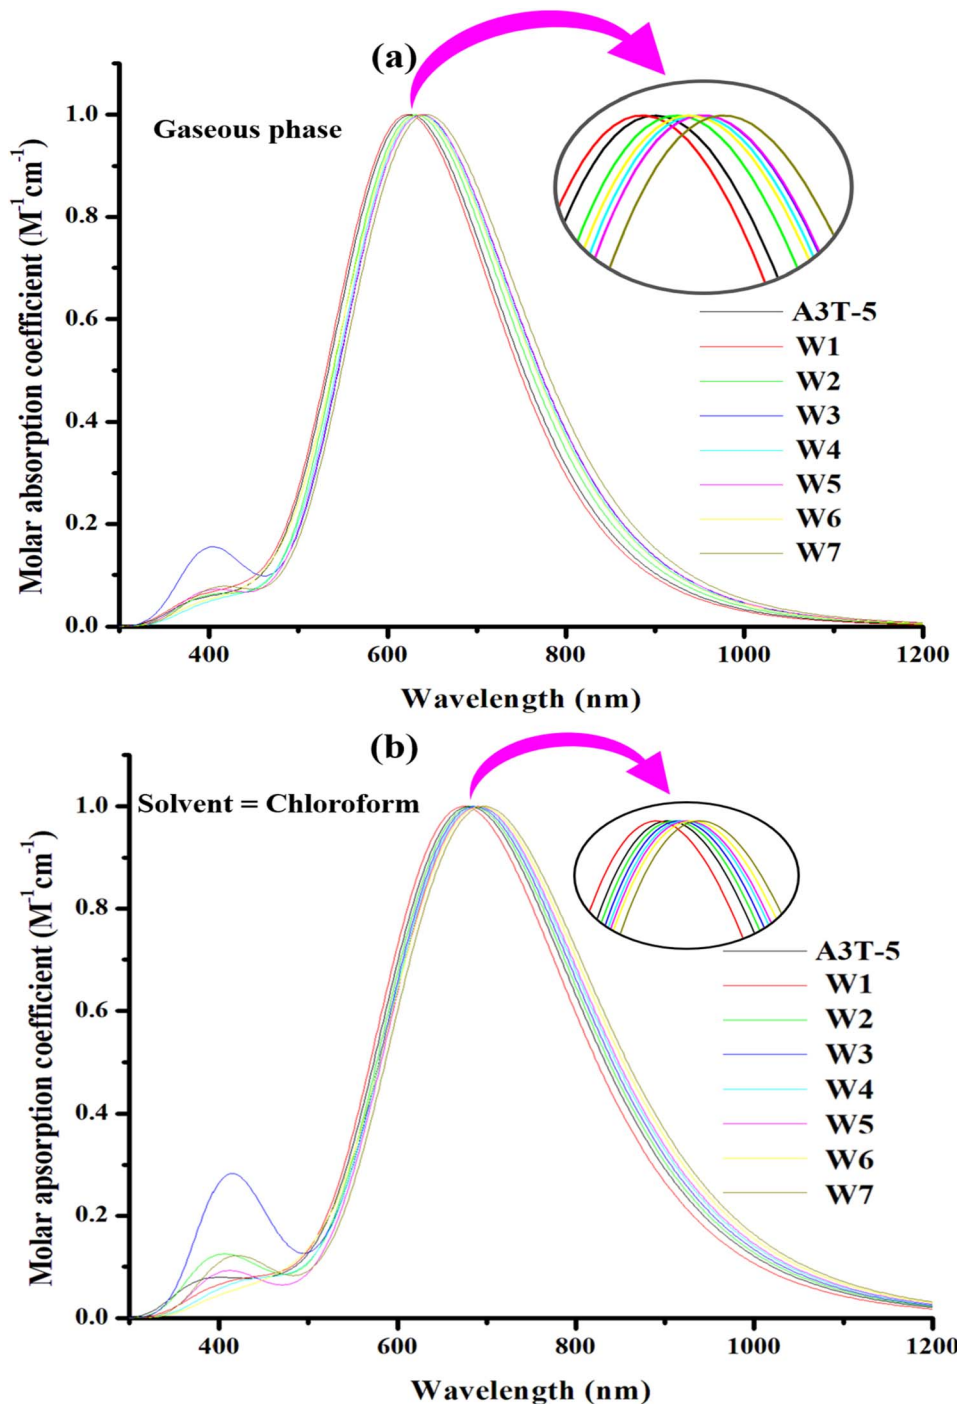 (a)
Gaseous phase
Molar absorption coefficient (M⁻¹cm⁻¹)
1.0
0.8
0.6
0.4
0.2
0.0
400
600
800
1000
1200
Wavelength (nm)
A3T-5
W1
W2
W3
W4
W5
W6
W7
(b)
Solvent = Chloroform
Molar apsorption coefficient (M⁻¹cm⁻¹)
1.0
0.8
0.6
0.4
0.2
0.0
400
600
800
1000
1200
Wavelength (nm)
A3T-5
W1
W2
W3
W4
W5
W6
W7